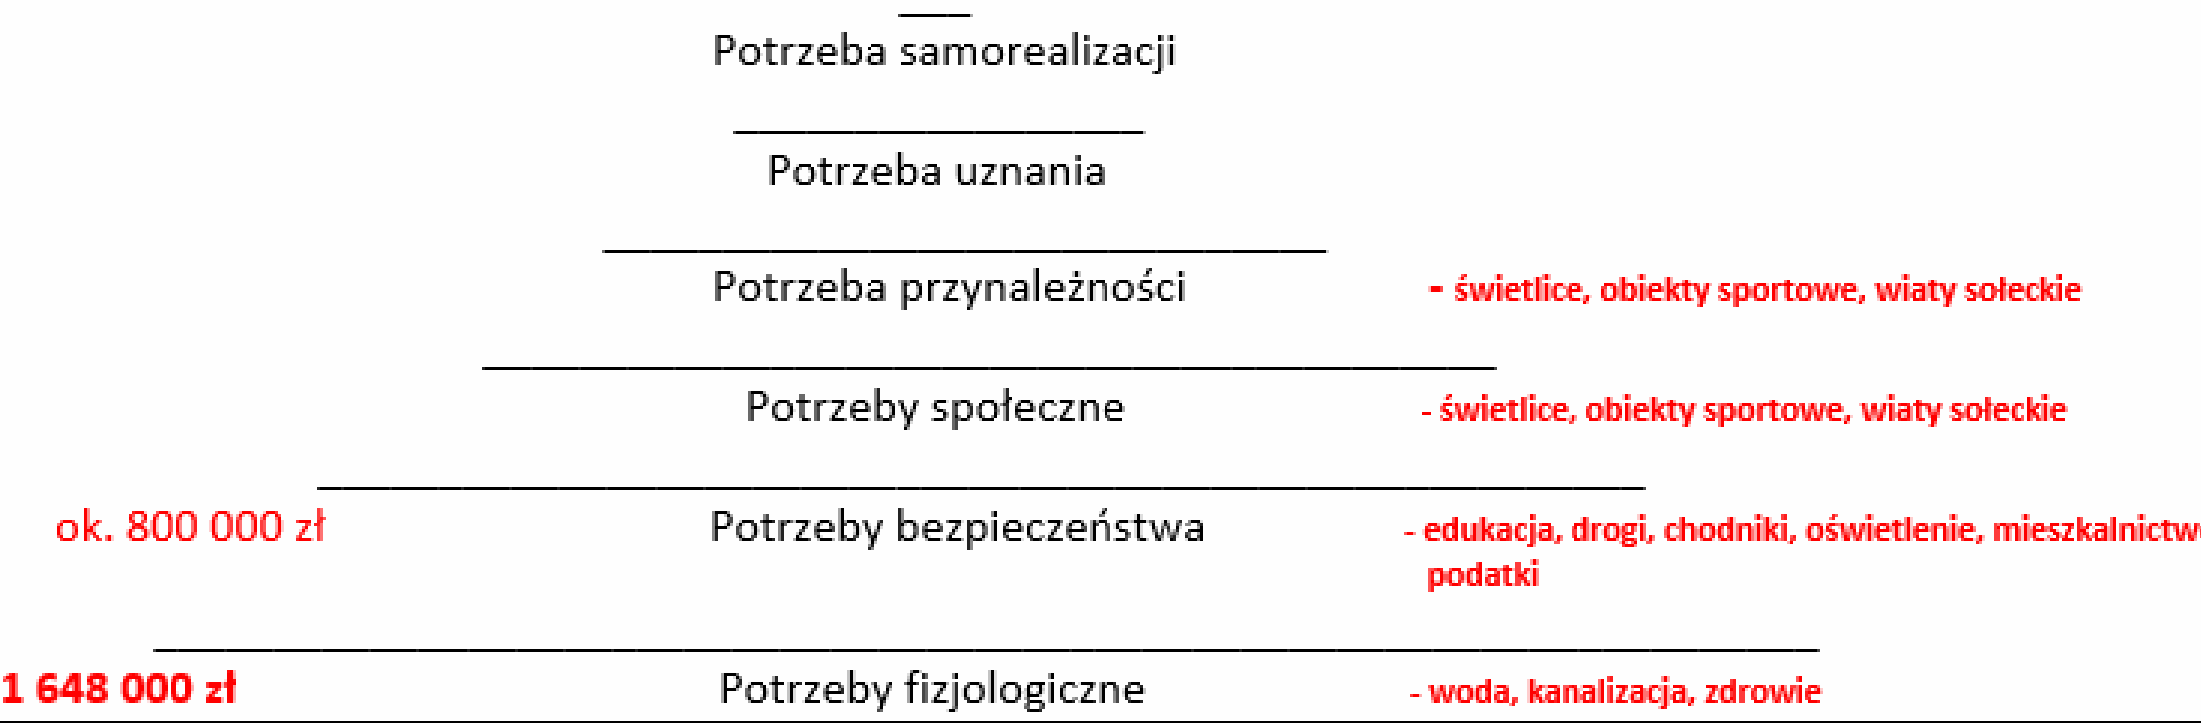 Potrzeba samorealizacji
Potrzeba uznania
Potrzeba przynależności - świetlice, obiekty sportowe, wiaty sołeckie
Potrzeby społeczne - świetlice, obiekty sportowe, wiaty sołeckie
ok. 800 000 zł Potrzeby bezpieczeństwa - edukacja, drogi, chodniki, oświetlenie, mieszkalnictwo
podatki
1 648 000 zł Potrzeby fizjologiczne - woda, kanalizacja, zdrowie